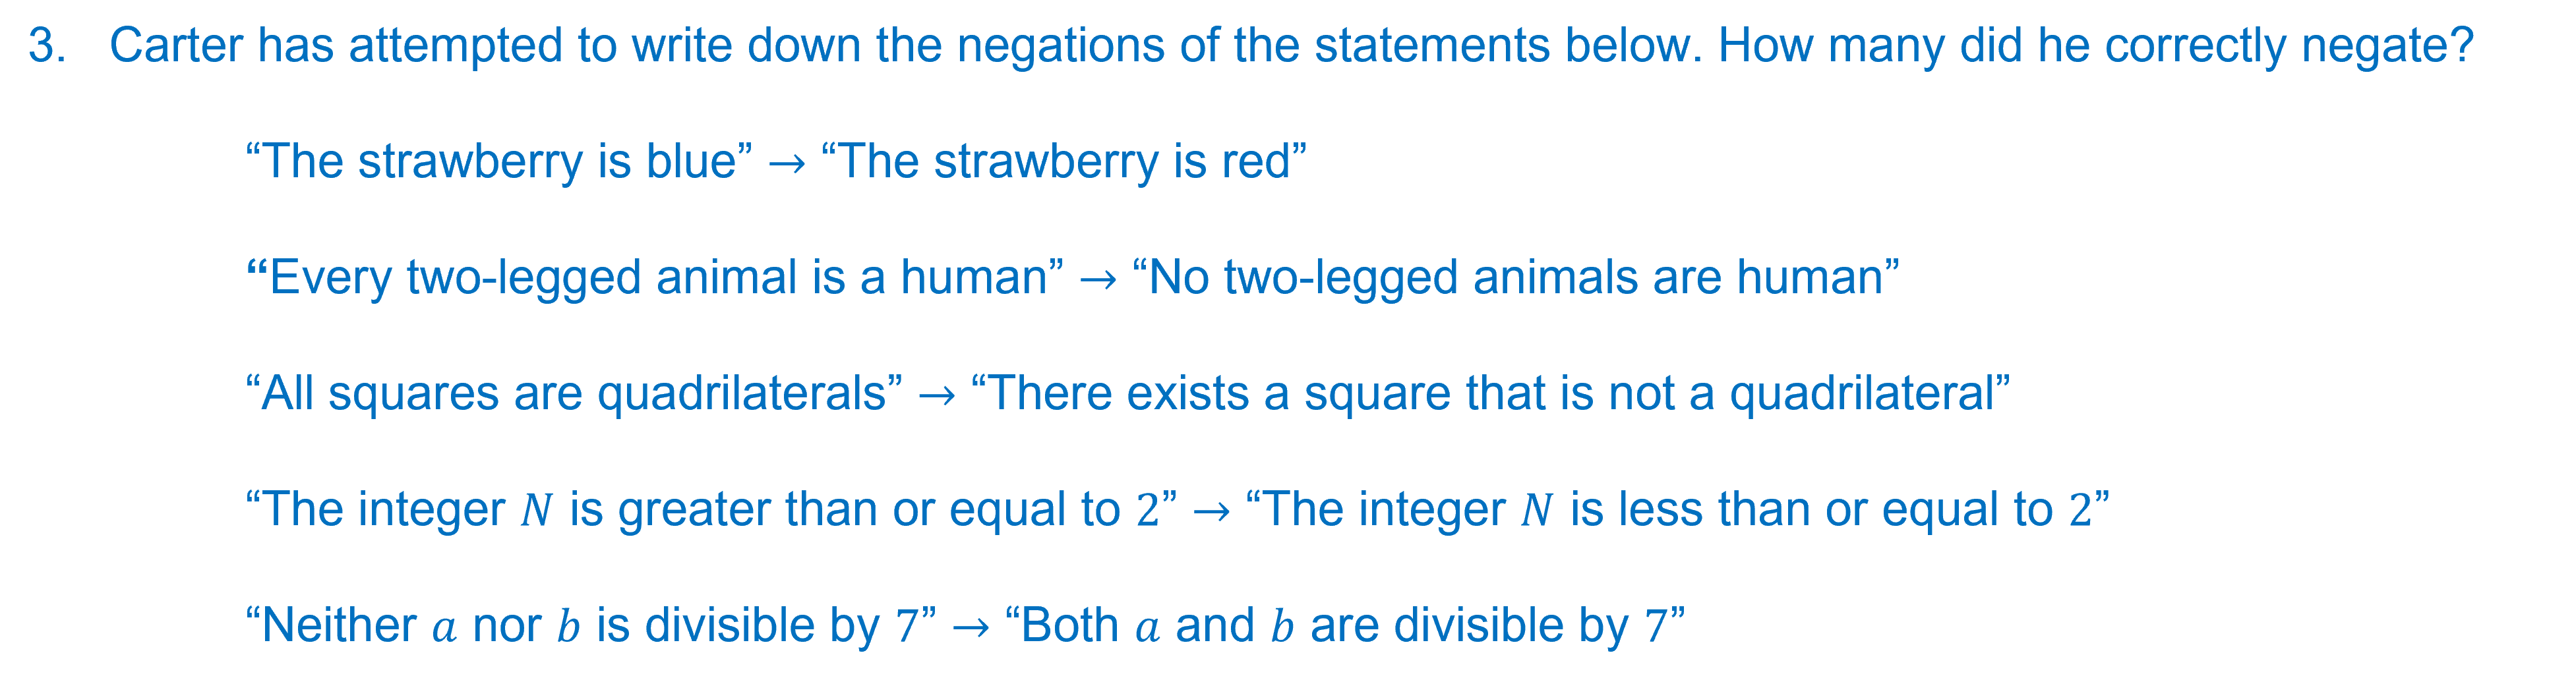 3. Carter has attempted to write down the negations of the statements below. How many did he correctly negate?
“The strawberry is blue” → “The strawberry is red”
“Every two-legged animal is a human” → “No two-legged animals are human”
“All squares are quadrilaterals” → “There exists a square that is not a quadrilateral”
“The integer N is greater than or equal to 2” → “The integer N is less than or equal to 2”
“Neither a nor b is divisible by 7” → “Both a and b are divisible by 7”